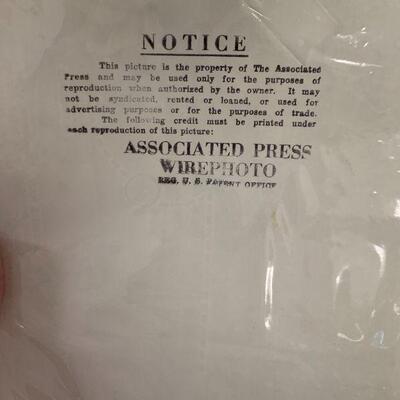 NOTICE
This picture is the property of The Associated
Press and may be used only for the purposes of
reproduction when authorized by the owner. It may
not be syndicated, rented or loaned, or used for
advertising purposes or for the purposes of trade.
The following credit must be printed under
each reproduction of this picture:
ASSOCIATED PRESS
WIREPHOTO
REG. U. S. PATENT OFFICE